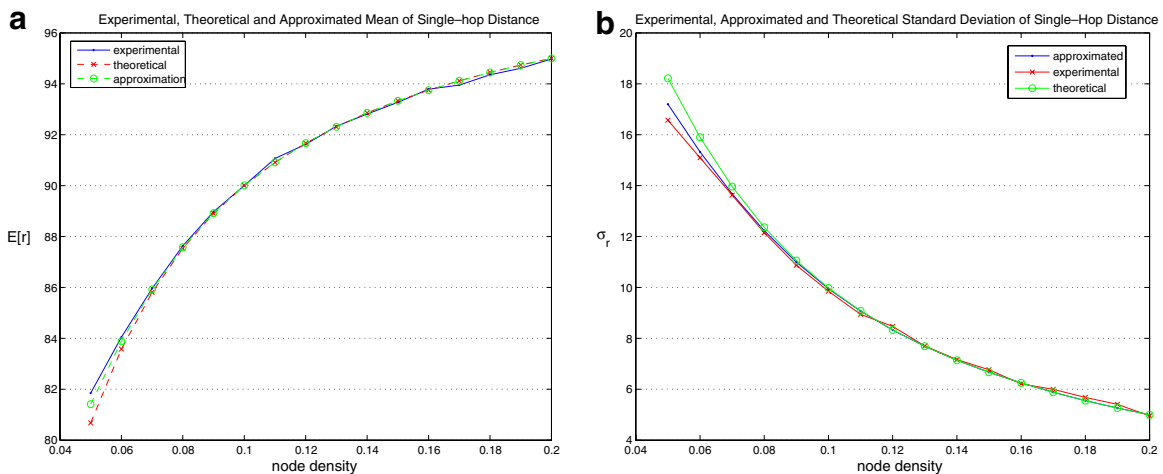 a
Experimental, Theoretical and Approximated Mean of Single–hop Distance
96
94
92
90
88
86
84
82
80
E[r]
experimental
theoretical
approximation
0.04
0.06
0.08
0.1
0.12
0.14
0.16
0.18
0.2
node density
b
Experimental, Approximated and Theoretical Standard Deviation of Single–Hop Distance
20
18
16
14
12
10
8
6
4
σr
approximated
experimental
theoretical
0.04
0.06
0.08
0.1
0.12
0.14
0.16
0.18
0.2
node density